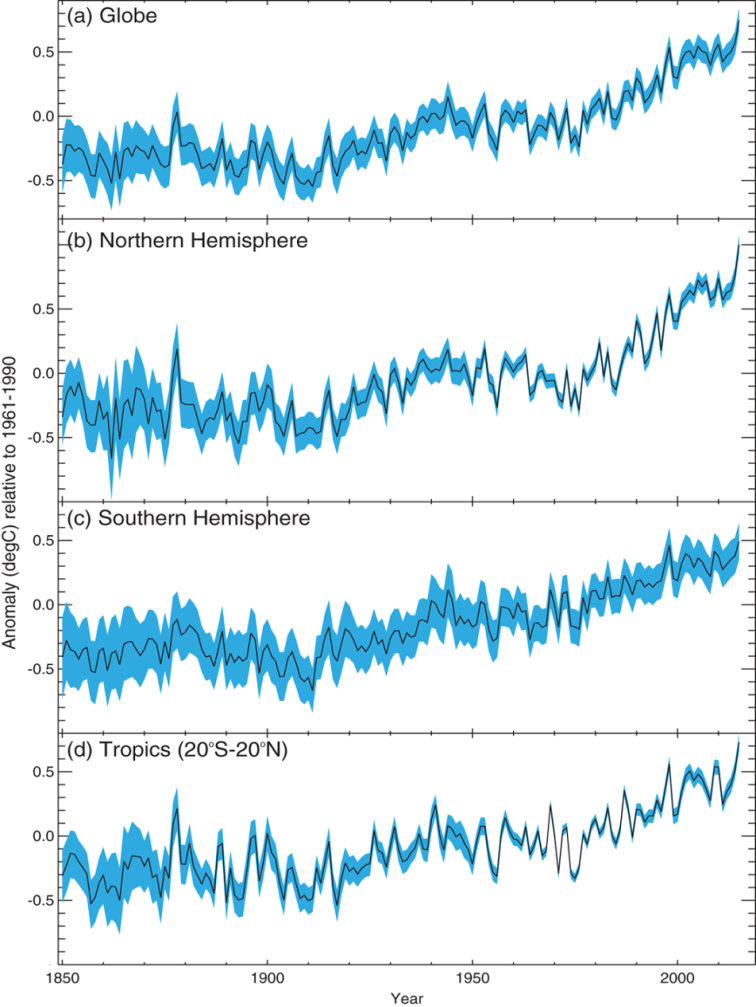 (a) Globe
0.5
0.0
-0.5
(b) Northern Hemisphere
0.5
0.0
-0.5
Anomaly (degC) relative to 1961-1990
(c) Southern Hemisphere
0.5
0.0
-0.5
(d) Tropics (20°S-20°N)
0.5
0.0
-0.5
1850 1900 1950 2000
Year